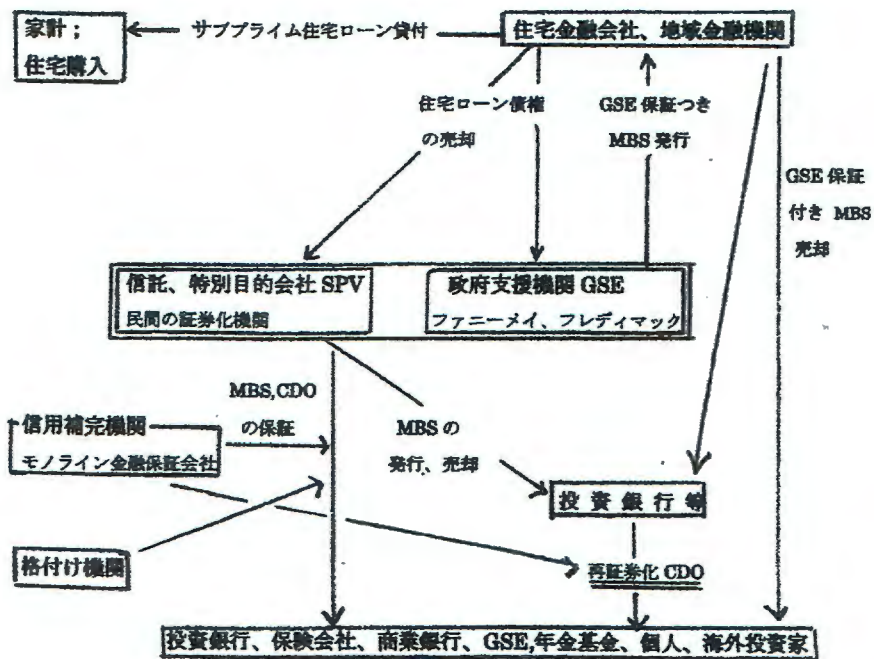 家計；
住宅購入
サブプライム住宅ローン貸付
住宅金融会社、地域金融機関
住宅ローン債権
の売却
GSE 保証つき
MBS 発行
GSE 保証
付き MBS
売却
信託、特別目的会社 SPV
民間の証券化機関
政府支援機関 GSE
ファニーメイ、フレディマック
MBS,CDO
の保証
信用補完機関
モノライン金融保証会社
MBS の
発行、売却
投 資 銀 行 等
格付け機関
再証券化 CDO
投資銀行、保険会社、商業銀行、GSE,年金基金、個人、海外投資家